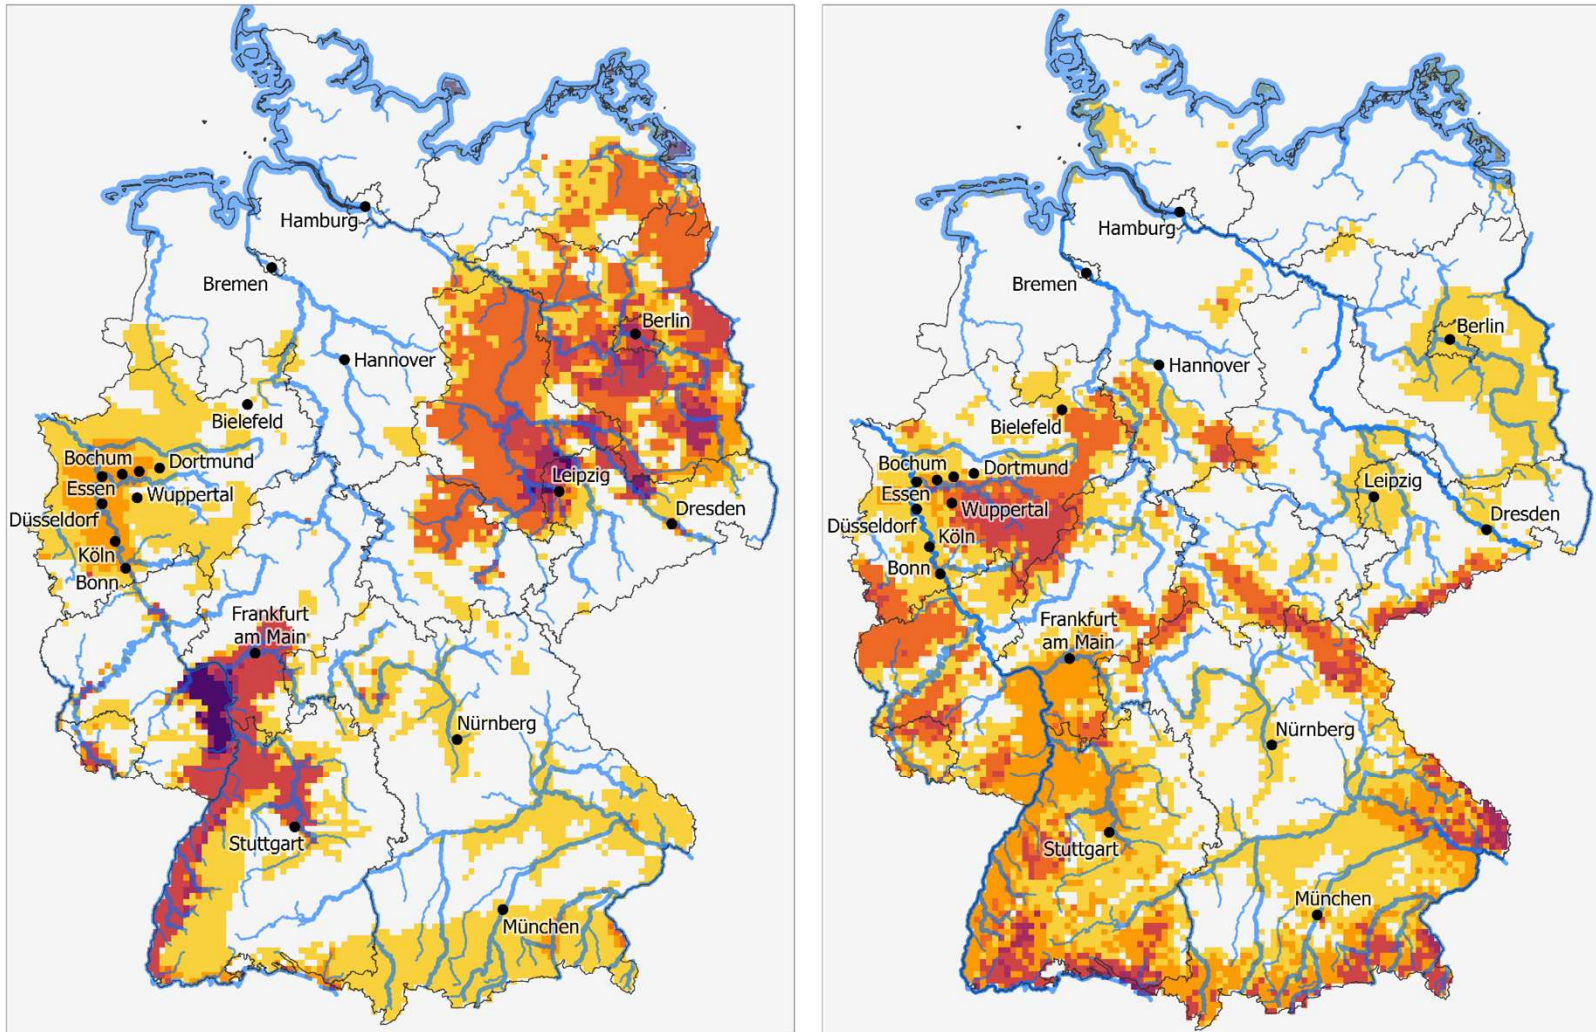 Hamburg
Bremen
Berlin
Hannover
Bielefeld
Bochum
Dortmund
Essen
Wuppertal
Leipzig
Düsseldorf
Dresden
Köln
Bonn
Frankfurt
am Main
Nürnberg
Stuttgart
München
Hamburg
Bremen
Berlin
Hannover
Bielefeld
Bochum
Dortmund
Essen
Wuppertal
Leipzig
Düsseldorf
Dresden
Köln
Bonn
Frankfurt
am Main
Nürnberg
Stuttgart
München